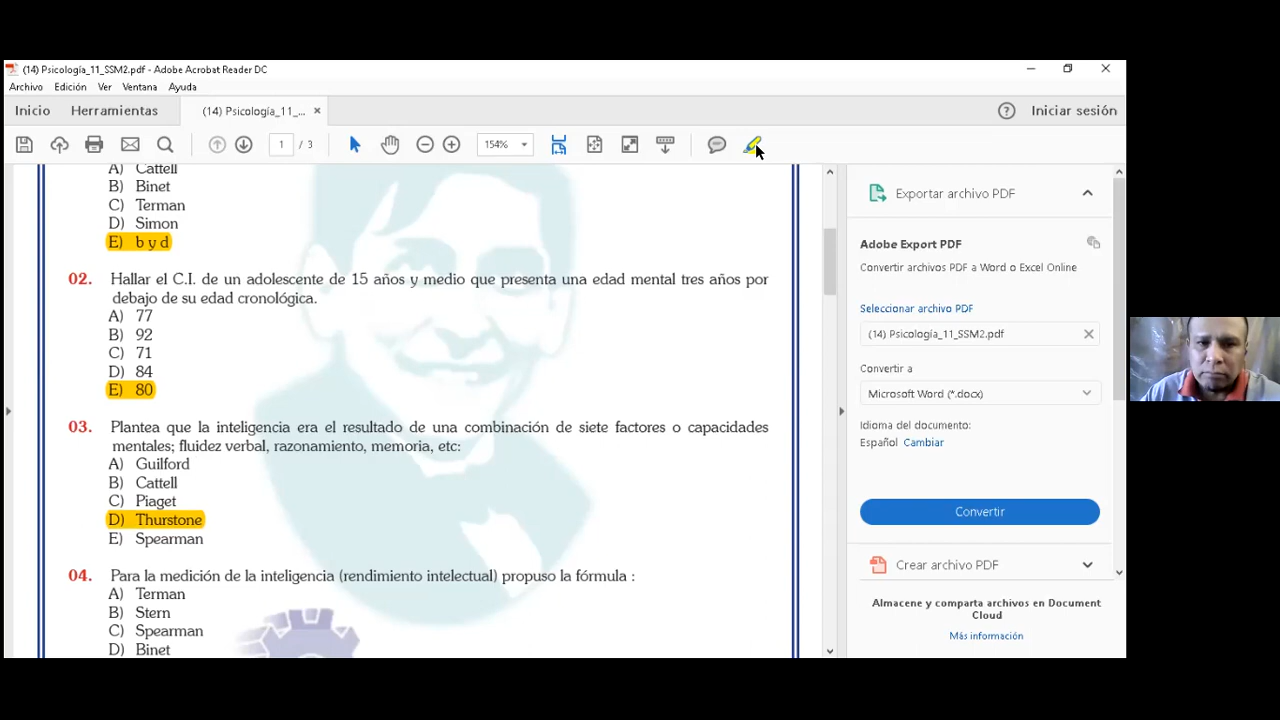 (14) Psicología_11_SSM2.pdf - Adobe Acrobat Reader DC
Archivo Edición Ver Ventana Ayuda
Inicio Herramientas (14) Psicología_11_... × Iniciar sesión
1 / 3 154%
A) Cattell
B) Binet
C) Terman
D) Simon
E) b y d
02. Hallar el C.I. de un adolescente de 15 años y medio que presenta una edad mental tres años por
debajo de su edad cronológica.
A) 77
B) 92
C) 71
D) 84
E) 80
03. Plantea que la inteligencia era el resultado de una combinación de siete factores o capacidades
mentales; fluidez verbal, razonamiento, memoria, etc:
A) Guilford
B) Cattell
C) Piaget
D) Thurstone
E) Spearman
04. Para la medición de la inteligencia (rendimiento intelectual) propuso la fórmula :
A) Terman
B) Stern
C) Spearman
D) Binet
Exportar archivo PDF
Adobe Export PDF
Convertir archivos PDF a Word o Excel Online
Seleccionar archivo PDF
(14) Psicología_11_SSM2.pdf
Convertir a
Microsoft Word (*.docx)
Idioma del documento:
Español Cambiar
Convertir
Crear archivo PDF
Almacene y comparta archivos en Document
Cloud
Más información